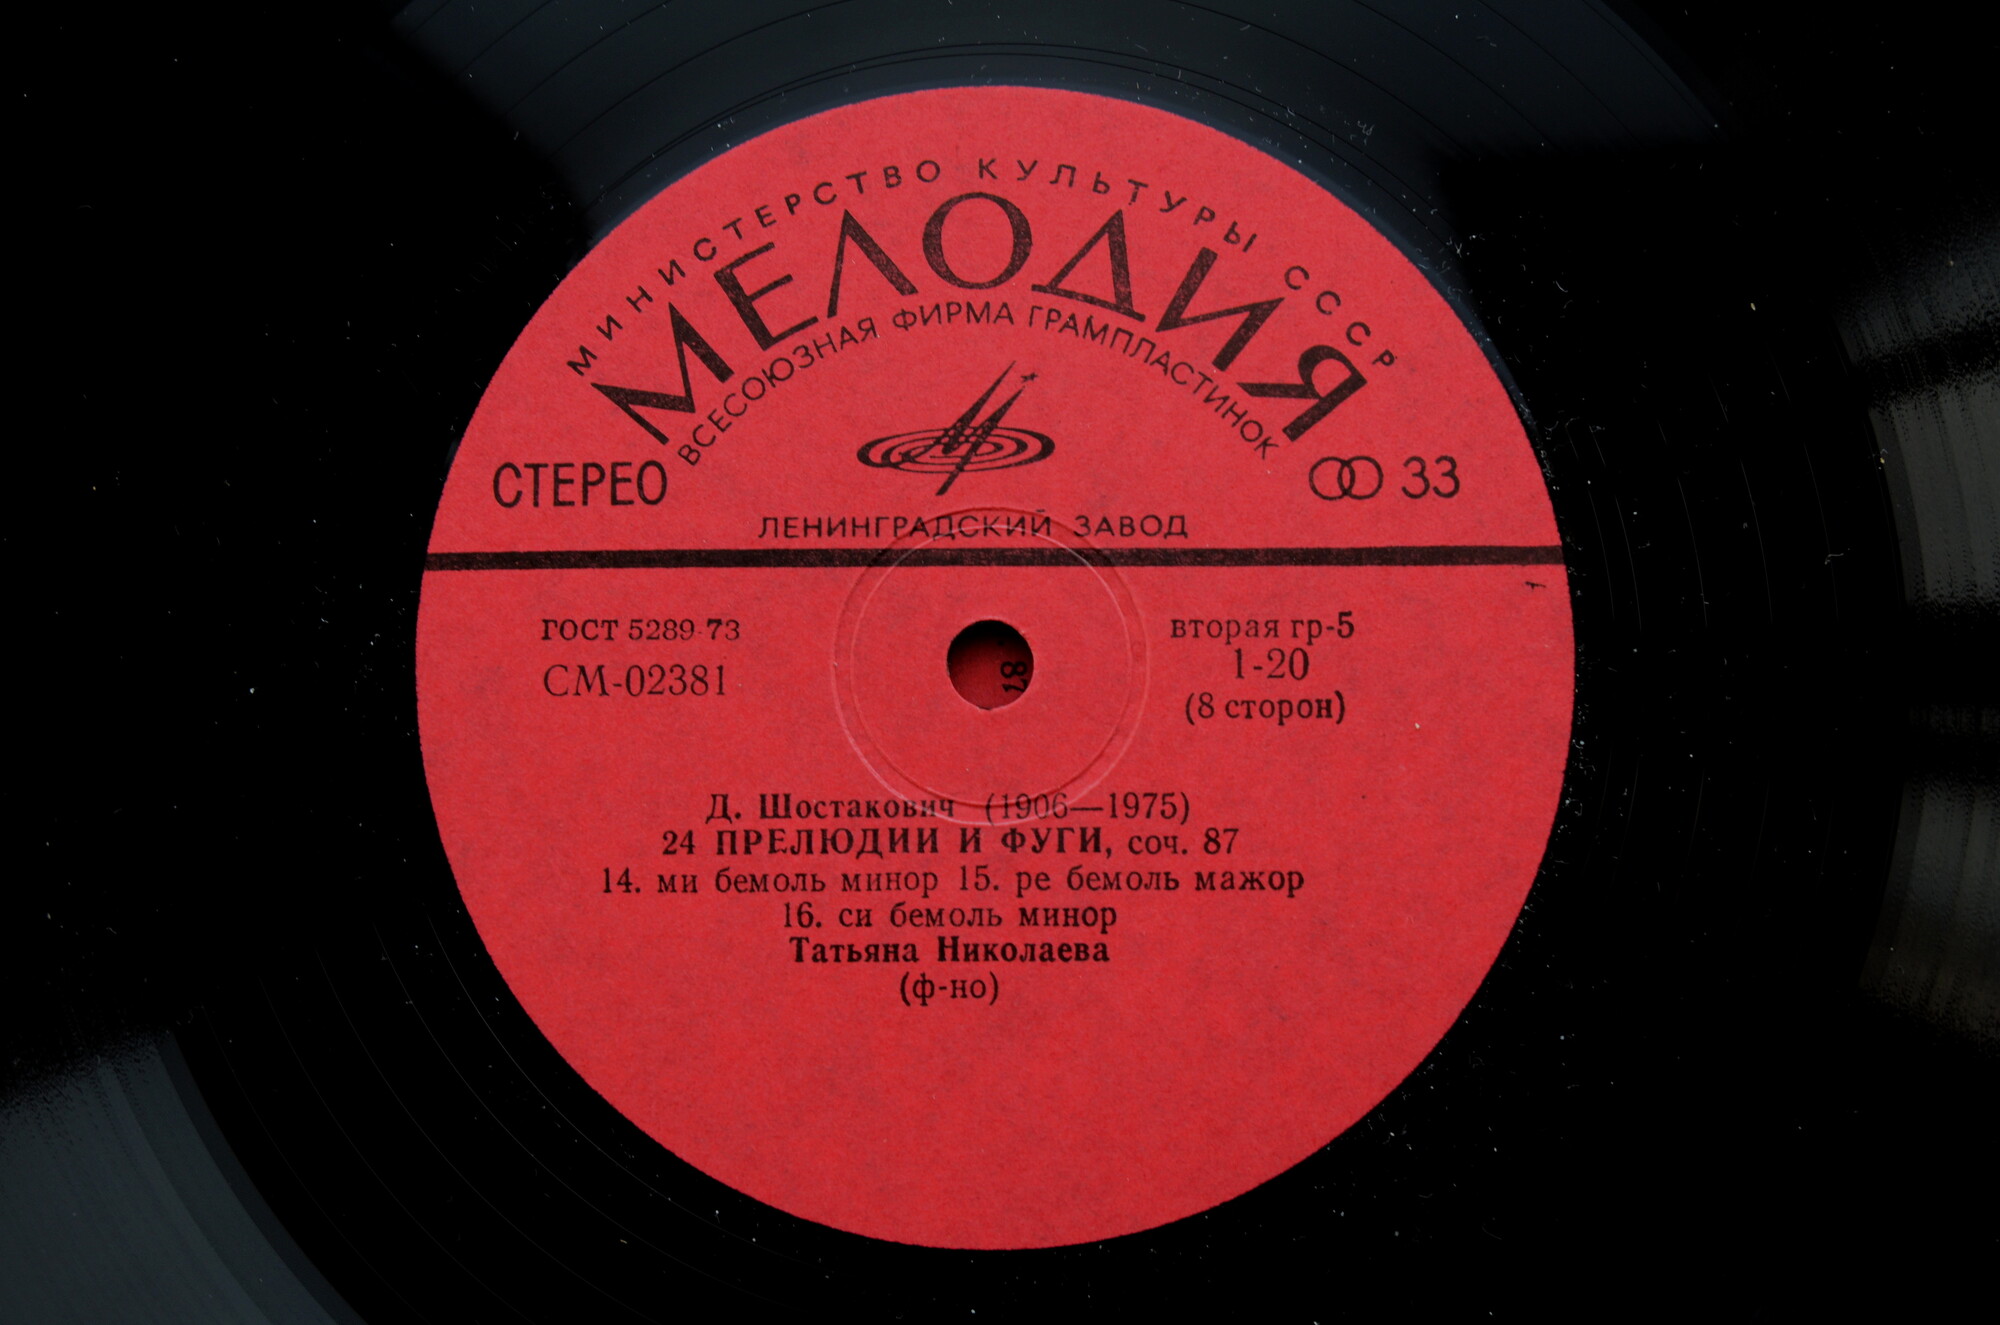 МИНИСТЕРСТВО КУЛЬТУРЫ СССР
МЕЛОДИЯ
ВСЕСОЮЗНАЯ ФИРМА ГРАМПЛАСТИНОК
СТЕРЕО
33
ЛЕНИНГРАДСКИЙ ЗАВОД
ГОСТ 5289-73
СМ-02381
вторая гр-5
1-20
(8 сторон)
87
Д. Шостакович (1906—1975)
24 ПРЕЛЮДИИ И ФУГИ, соч. 87
14. ми бемоль минор 15. ре бемоль мажор
16. си бемоль минор
Татьяна Николаева
(ф-но)